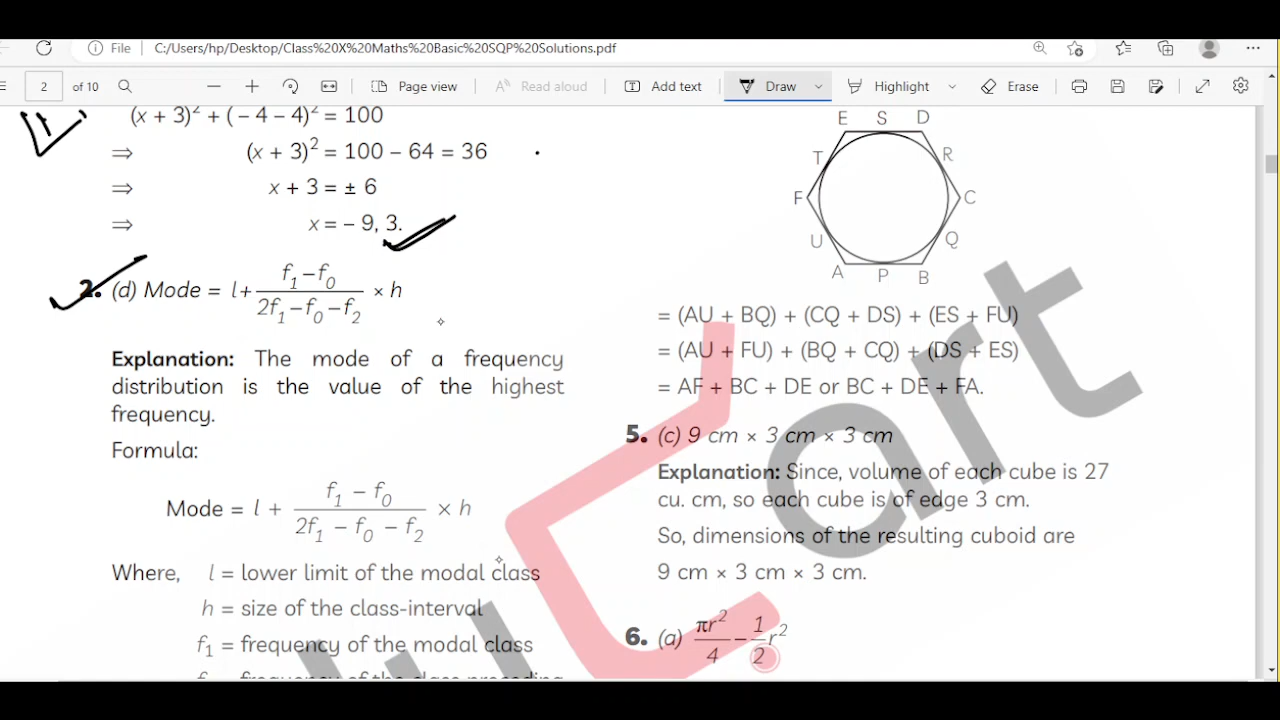 File C:/Users/hp/Desktop/Class%20X%20Maths%20Basic%20SQP%20Solutions.pdf
2 of 10 Page view Read aloud Add text Draw Highlight Erase
(x + 3)² + (– 4 – 4)² = 100
⇒ (x + 3)² = 100 – 64 = 36
⇒ x + 3 = ± 6
⇒ x = – 9, 3.
2. (d) Mode = l + (f₁–f₀)/(2f₁–f₀–f₂) × h
Explanation: The mode of a frequency
distribution is the value of the highest
frequency.
Formula:
Mode = l + (f₁ – f₀)/(2f₁ – f₀ – f₂) × h
Where, l = lower limit of the modal class
h = size of the class-interval
f₁ = frequency of the modal class
E S D
T R
F C
U Q
A P B
= (AU + BQ) + (CQ + DS) + (ES + FU)
= (AU + FU) + (BQ + CQ) + (DS + ES)
= AF + BC + DE or BC + DE + FA.
5. (c) 9 cm × 3 cm × 3 cm
Explanation: Since, volume of each cube is 27
cu. cm, so each cube is of edge 3 cm.
So, dimensions of the resulting cuboid are
9 cm × 3 cm × 3 cm.
6. (a) πr²/4 – 1/2 r²